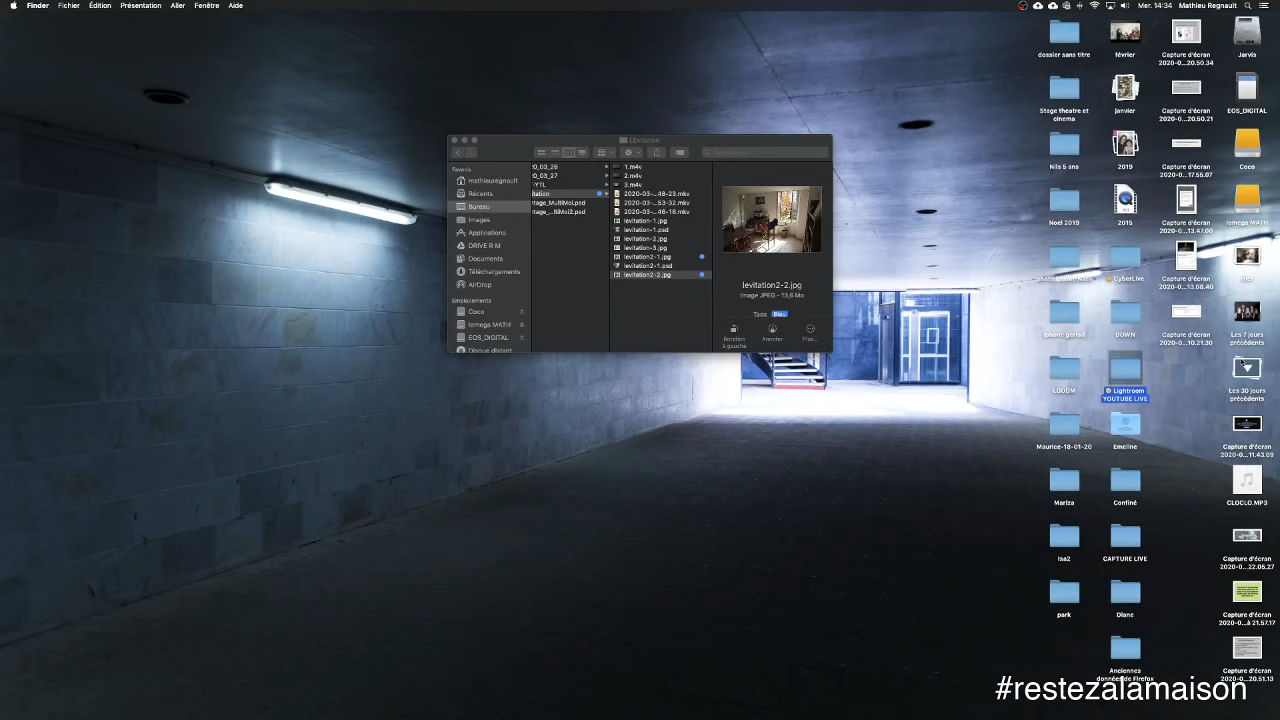 Finder Fichier Édition Présentation Aller Fenêtre Aide
Mer. 14:34 Mathieu Regnault
LEvitation
Favoris
mathieuregnault
Récents
Bureau
Images
Applications
DRIVE R M
Documents
Téléchargements
AirDrop
Emplacements
Coco
Iomega MATH
EOS_DIGITAL
Disque distant
20_03_26
20_03_27
-YTL
itation
tage_MultiMoi.psd
tage_...ltiMoi2.psd
1.m4v
2.m4v
3.m4v
2020-03-...48-23.mkv
2020-03-...53-32.mkv
2020-03-...46-16.mkv
levitation-1.jpg
levitation-1.psd
levitation-2.jpg
levitation-3.jpg
levitation2-1.jpg
levitation2-1.psd
levitation2-2.jpg
levitation2-2.jpg
Image JPEG - 13,6 Mo
Tags Bleu
Rotation
à gauche
Annoter
Plus...
dossier sans titre
février
Capture d'écran
2020-0...20.50.34
Jarvis
Stage theatre et
cinema
janvier
Capture d'écran
2020-0...20.50.21
EOS_DIGITAL
Nils 5 ans
2019
Capture d'écran
2020-0...17.55.07
Coco
Noel 2019
2015
Capture d'écran
2020-0...13.47.00
Iomega MATH
CyberLive
Capture d'écran
2020-0...13.08.40
Hier
DOWN
Capture d'écran
2020-0...10.21.30
Les 7 jours
précédents
LDDDM
Lightroom
YOUTUBE LIVE
Les 30 jours
précédents
Maurice-18-01-20
Emeline
Capture d'écran
2020-0...11.43.09
Mariza
Confiné
CLOCLO.MP3
Isa2
CAPTURE LIVE
Capture d'écran
2020-0...22.05.27
park
Diane
Capture d'écran
2020-0...à 21.57.17
Anciennes
données de Firefox
Capture d'écran
2020-0...20.51.13
#restezalamaison